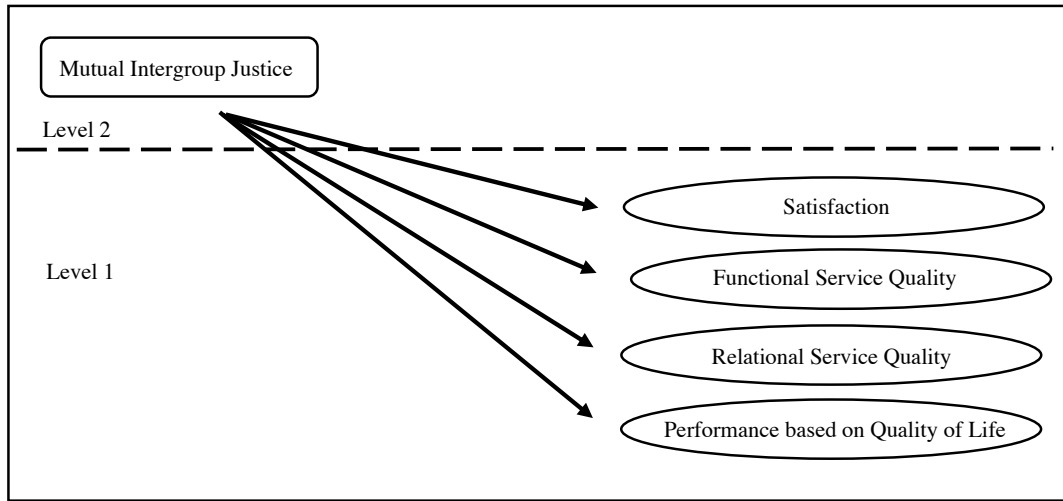 Mutual Intergroup Justice
Level 2
Satisfaction
Level 1
Functional Service Quality
Relational Service Quality
Performance based on Quality of Life